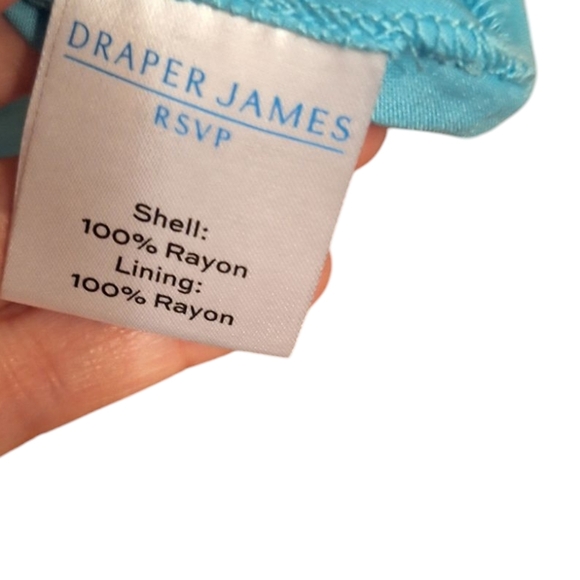 DRAPER JAMES
RSVP
Shell:
100% Rayon
Lining:
100% Rayon